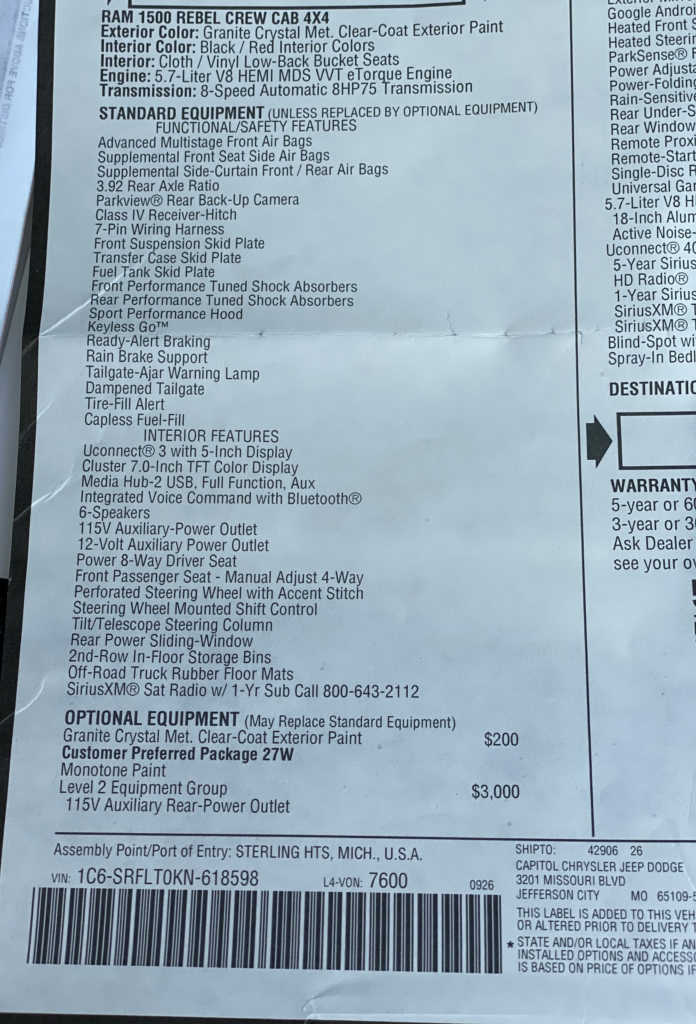 RAM 1500 REBEL CREW CAB 4X4
Exterior Color: Granite Crystal Met. Clear-Coat Exterior Paint
Interior Color: Black / Red Interior Colors
Interior: Cloth / Vinyl Low-Back Bucket Seats
Engine: 5.7-Liter V8 HEMI MDS VVT eTorque Engine
Transmission: 8-Speed Automatic 8HP75 Transmission
STANDARD EQUIPMENT (UNLESS REPLACED BY OPTIONAL EQUIPMENT)
FUNCTIONAL/SAFETY FEATURES
Advanced Multistage Front Air Bags
Supplemental Front Seat Side Air Bags
Supplemental Side-Curtain Front / Rear Air Bags
3.92 Rear Axle Ratio
Parkview® Rear Back-Up Camera
Class IV Receiver-Hitch
7-Pin Wiring Harness
Front Suspension Skid Plate
Transfer Case Skid Plate
Fuel Tank Skid Plate
Front Performance Tuned Shock Absorbers
Rear Performance Tuned Shock Absorbers
Sport Performance Hood
Keyless Go™
Ready-Alert Braking
Rain Brake Support
Tailgate-Ajar Warning Lamp
Dampened Tailgate
Tire-Fill Alert
Capless Fuel-Fill
INTERIOR FEATURES
Uconnect® 3 with 5-Inch Display
Cluster 7.0-Inch TFT Color Display
Media Hub-2 USB, Full Function, Aux
Integrated Voice Command with Bluetooth®
6-Speakers
115V Auxiliary-Power Outlet
12-Volt Auxiliary Power Outlet
Power 8-Way Driver Seat
Front Passenger Seat - Manual Adjust 4-Way
Perforated Steering Wheel with Accent Stitch
Steering Wheel Mounted Shift Control
Tilt/Telescope Steering Column
Rear Power Sliding-Window
2nd-Row In-Floor Storage Bins
Off-Road Truck Rubber Floor Mats
SiriusXM® Sat Radio w/ 1-Yr Sub Call 800-643-2112
OPTIONAL EQUIPMENT (May Replace Standard Equipment)
Granite Crystal Met. Clear-Coat Exterior Paint $200
Customer Preferred Package 27W
Monotone Paint
Level 2 Equipment Group $3,000
115V Auxiliary Rear-Power Outlet
Google Androi
Heated Front S
Heated Steerin
ParkSense® 
Power Adjusta
Power-Folding
Rain-Sensitive
Rear Under-S
Rear Window
Remote Proxi
Remote-Start
Single-Disc R
Universal Gar
5.7-Liter V8 H
18-Inch Alum
Active Noise-
Uconnect® 4C
5-Year Sirius
HD Radio®
1-Year Sirius
SiriusXM® T
SiriusXM® T
Blind-Spot wi
Spray-In Bedl
DESTINATIO
WARRANTY
5-year or 60
3-year or 3
Ask Dealer
see your ow
Assembly Point/Port of Entry: STERLING HTS, MICH., U.S.A.
VIN: 1C6-SRFLT0KN-618598 L4-VON: 7600 0926
SHIPTO: 42906 26
CAPITOL CHRYSLER JEEP DODGE
3201 MISSOURI BLVD
JEFFERSON CITY MO 65109-5
THIS LABEL IS ADDED TO THIS VEH
OR ALTERED PRIOR TO DELIVERY T
* STATE AND/OR LOCAL TAXES IF AN
INSTALLED OPTIONS AND ACCESSO
IS BASED ON PRICE OF OPTIONS IF